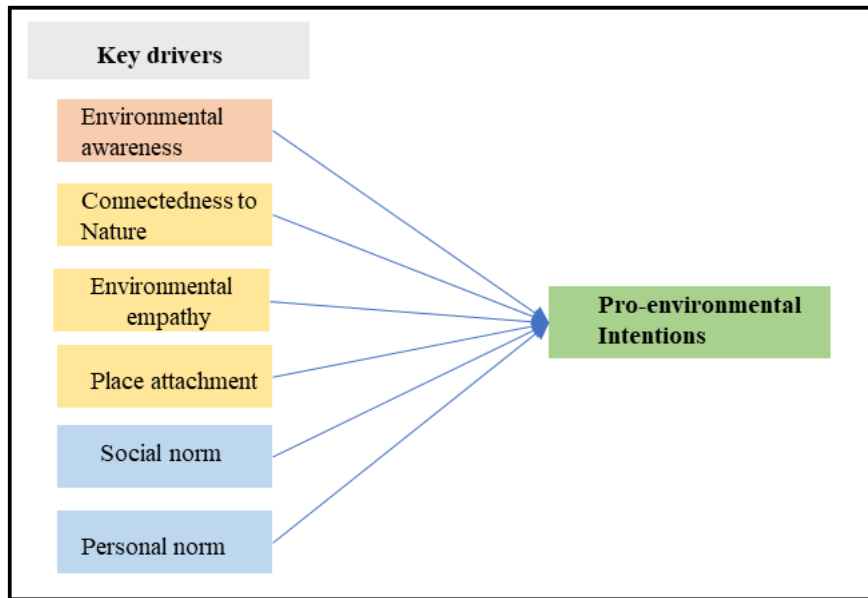 Key drivers
Environmental
awareness
Connectedness to
Nature
Environmental
empathy
Place attachment
Social norm
Personal norm
Pro-environmental
Intentions